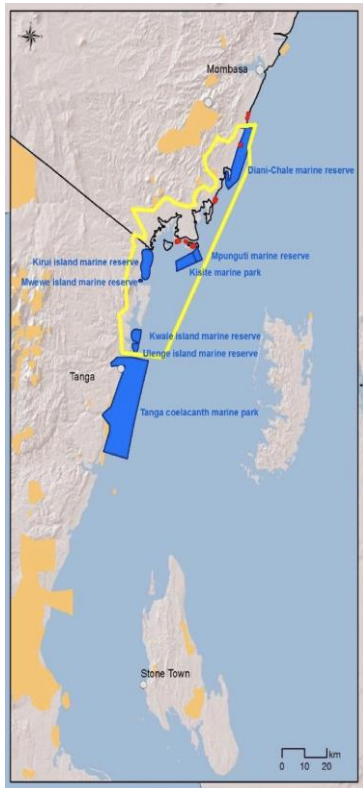 Mombasa
Diani-Chale marine reserve
Mpunguti marine reserve
Kirui island marine reserve
Kisite marine park
Mwewe island marine reserve
Kwale island marine reserve
Ulenge island marine reserve
Tanga
Tanga coelacanth marine park
Stone Town
km
0 10 20